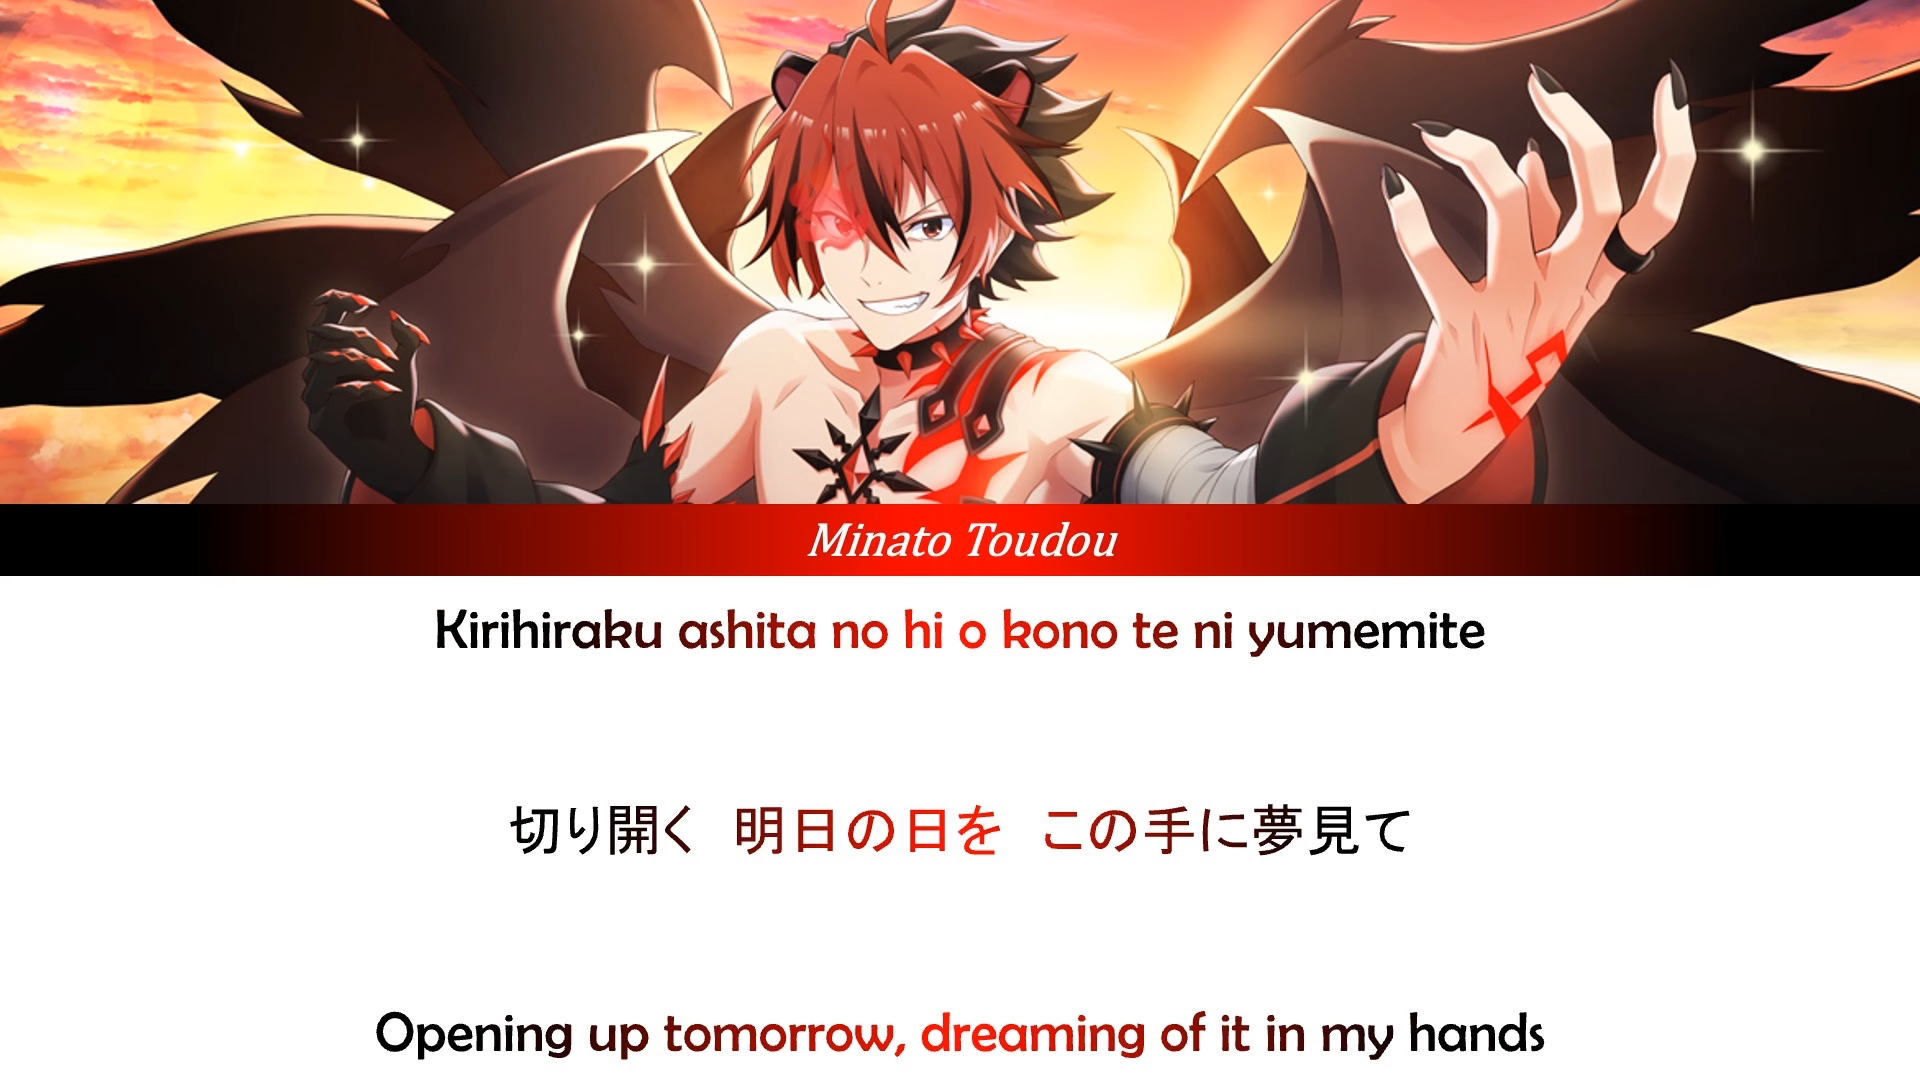 Minato Toudou
Kirihiraku ashita no hi o kono te ni yumemite
切り開く　明日の日を　この手に夢見て
Opening up tomorrow, dreaming of it in my hands